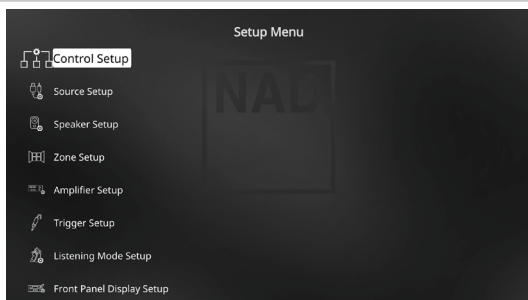 Setup Menu
Control Setup
NAD
Source Setup
Speaker Setup
Zone Setup
Amplifier Setup
Trigger Setup
Listening Mode Setup
Front Panel Display Setup